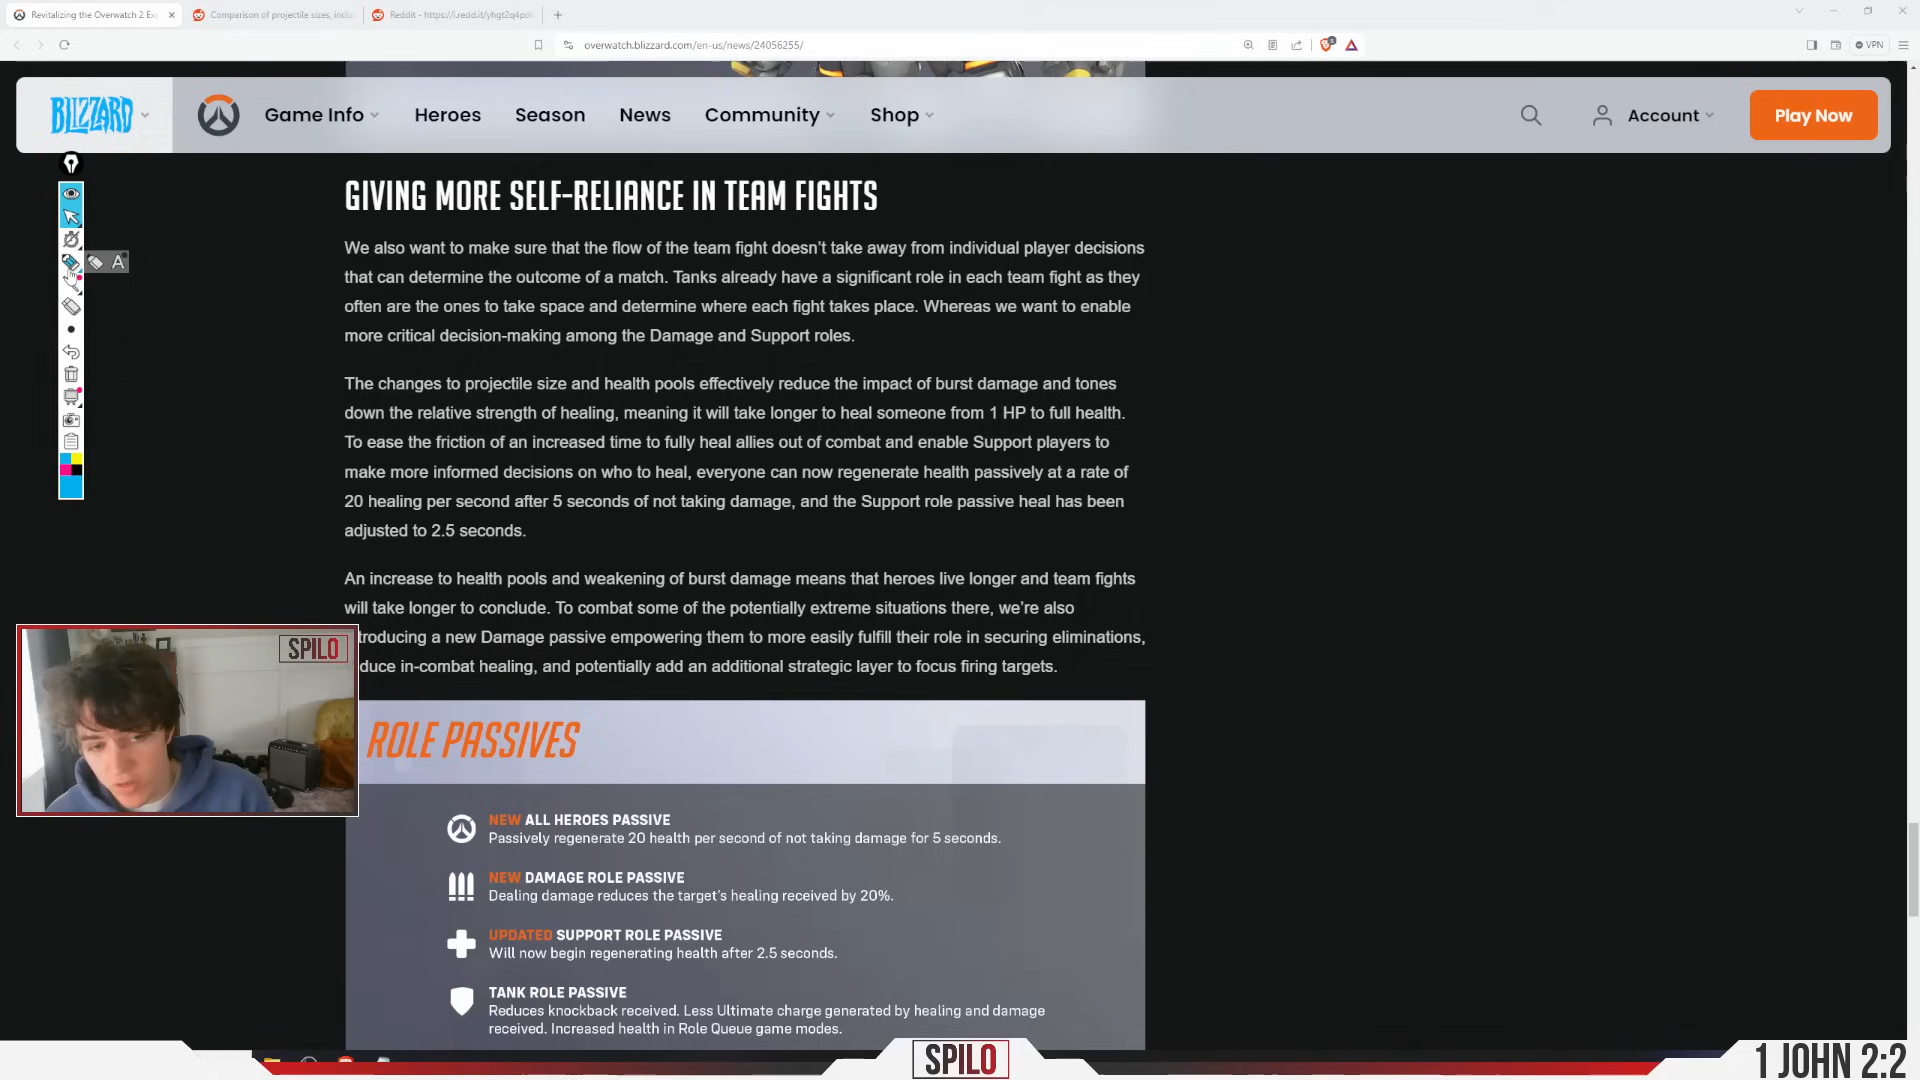 Revitalizing the Overwatch 2 Ex
Comparison of projectile sizes, inclu
Reddit - https://i.redd.it/yhgt2q4pd
overwatch.blizzard.com/en-us/news/24056255/
VPN
BLIZZARD
Game Info
Heroes
Season
News
Community
Shop
Account
Play Now
GIVING MORE SELF-RELIANCE IN TEAM FIGHTS
We also want to make sure that the flow of the team fight doesn't take away from individual player decisions
that can determine the outcome of a match. Tanks already have a significant role in each team fight as they
often are the ones to take space and determine where each fight takes place. Whereas we want to enable
more critical decision-making among the Damage and Support roles.
The changes to projectile size and health pools effectively reduce the impact of burst damage and tones
down the relative strength of healing, meaning it will take longer to heal someone from 1 HP to full health.
To ease the friction of an increased time to fully heal allies out of combat and enable Support players to
make more informed decisions on who to heal, everyone can now regenerate health passively at a rate of
20 healing per second after 5 seconds of not taking damage, and the Support role passive heal has been
adjusted to 2.5 seconds.
An increase to health pools and weakening of burst damage means that heroes live longer and team fights
will take longer to conclude. To combat some of the potentially extreme situations there, we're also
troducing a new Damage passive empowering them to more easily fulfill their role in securing eliminations,
duce in-combat healing, and potentially add an additional strategic layer to focus firing targets.
A
SPILO
ROLE PASSIVES
NEW ALL HEROES PASSIVE
Passively regenerate 20 health per second of not taking damage for 5 seconds.
NEW DAMAGE ROLE PASSIVE
Dealing damage reduces the target's healing received by 20%.
UPDATED SUPPORT ROLE PASSIVE
Will now begin regenerating health after 2.5 seconds.
TANK ROLE PASSIVE
Reduces knockback received. Less Ultimate charge generated by healing and damage
received. Increased health in Role Queue game modes.
SPILO
1 JOHN 2:2